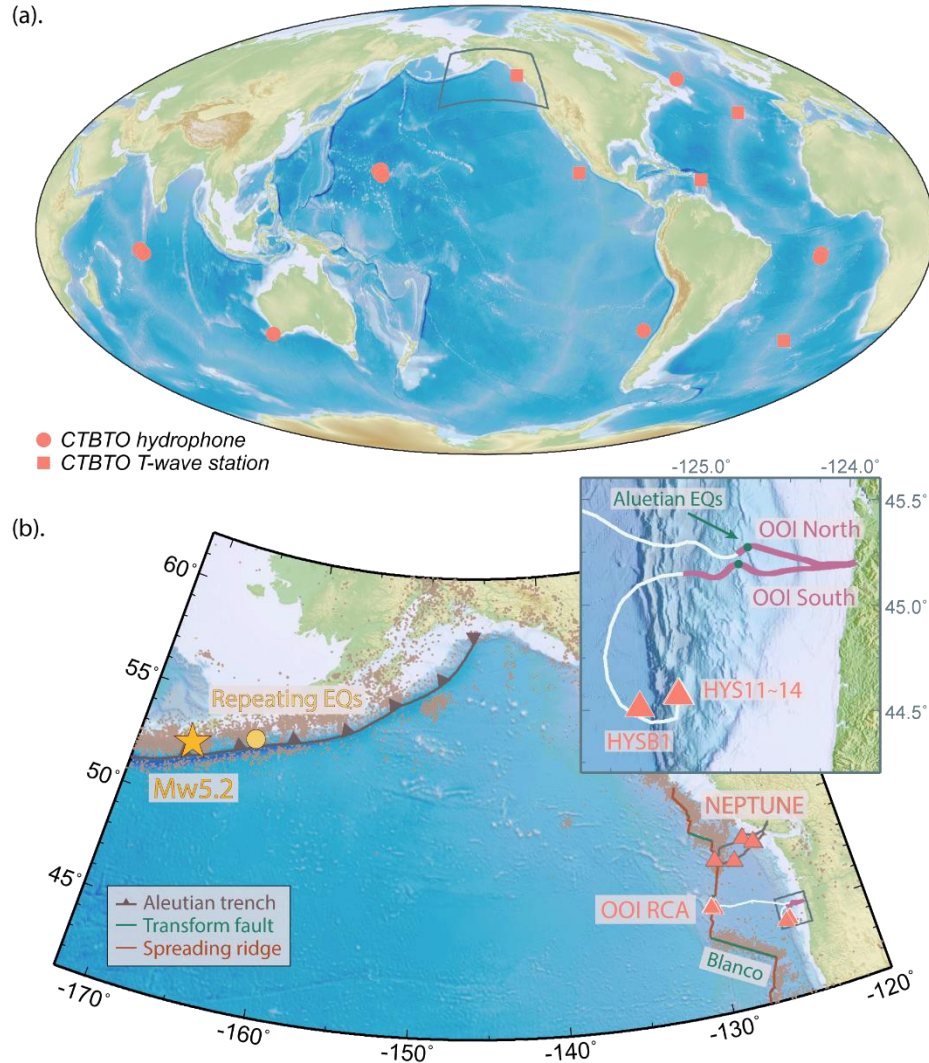 (a).
CTBTO hydrophone
CTBTO T-wave station
-125.0°
-124.0°
45.5°
45.0°
44.5°
Aluetian EQs
OOI North
OOI South
HYS11~14
HYSB1
(b).
60°
55°
50°
45°
Repeating EQs
Mw5.2
NEPTUNE
OOI RCA
Blanco
Aleutian trench
Transform fault
Spreading ridge
-170°
-160°
-150°
-140°
-130°
-120°